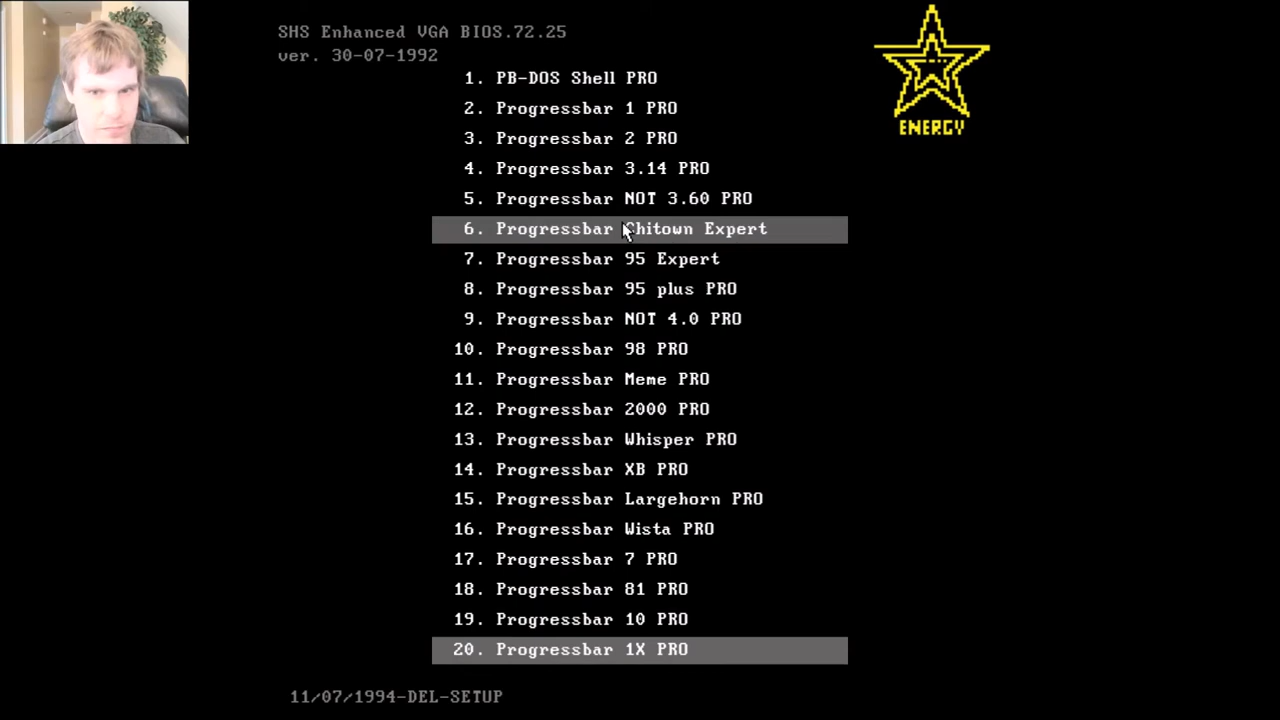 SHS Enhanced VGA BIOS.72.25
ver. 30-07-1992
ENERGY
1. PB-DOS Shell PRO
2. Progressbar 1 PRO
3. Progressbar 2 PRO
4. Progressbar 3.14 PRO
5. Progressbar NOT 3.60 PRO
6. Progressbar Chitown Expert
7. Progressbar 95 Expert
8. Progressbar 95 plus PRO
9. Progressbar NOT 4.0 PRO
10. Progressbar 98 PRO
11. Progressbar Meme PRO
12. Progressbar 2000 PRO
13. Progressbar Whisper PRO
14. Progressbar XB PRO
15. Progressbar Largehorn PRO
16. Progressbar Wista PRO
17. Progressbar 7 PRO
18. Progressbar 81 PRO
19. Progressbar 10 PRO
20. Progressbar 1X PRO
11/07/1994-DEL-SETUP